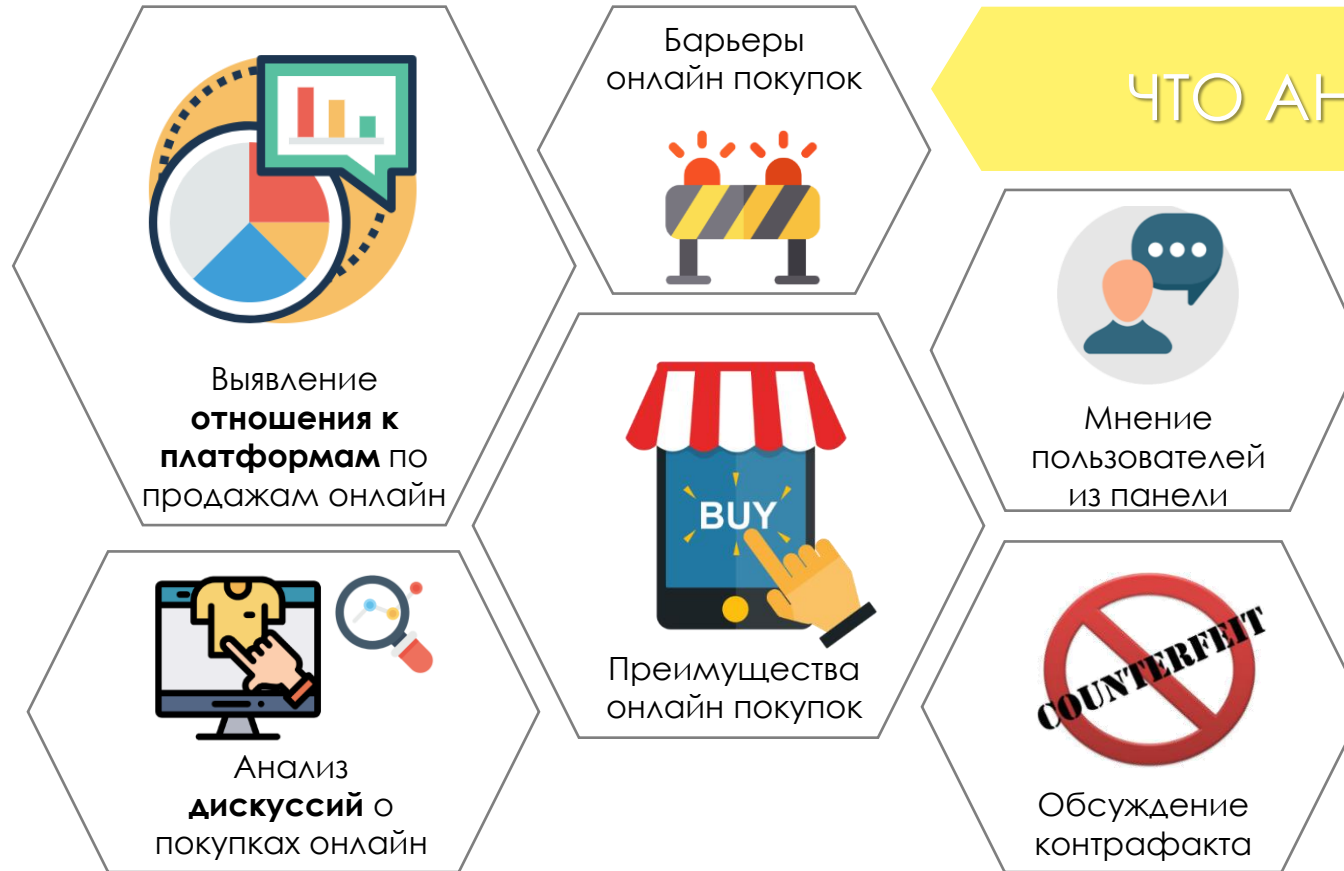 ЧТО АН
Барьеры
онлайн покупок
Выявление
отношения к
платформам по
продажам онлайн
BUY
Преимущества
онлайн покупок
Мнение
пользователей
из панели
Анализ
дискуссий о
покупках онлайн
COUNTERFEIT
Обсуждение
контрафакта